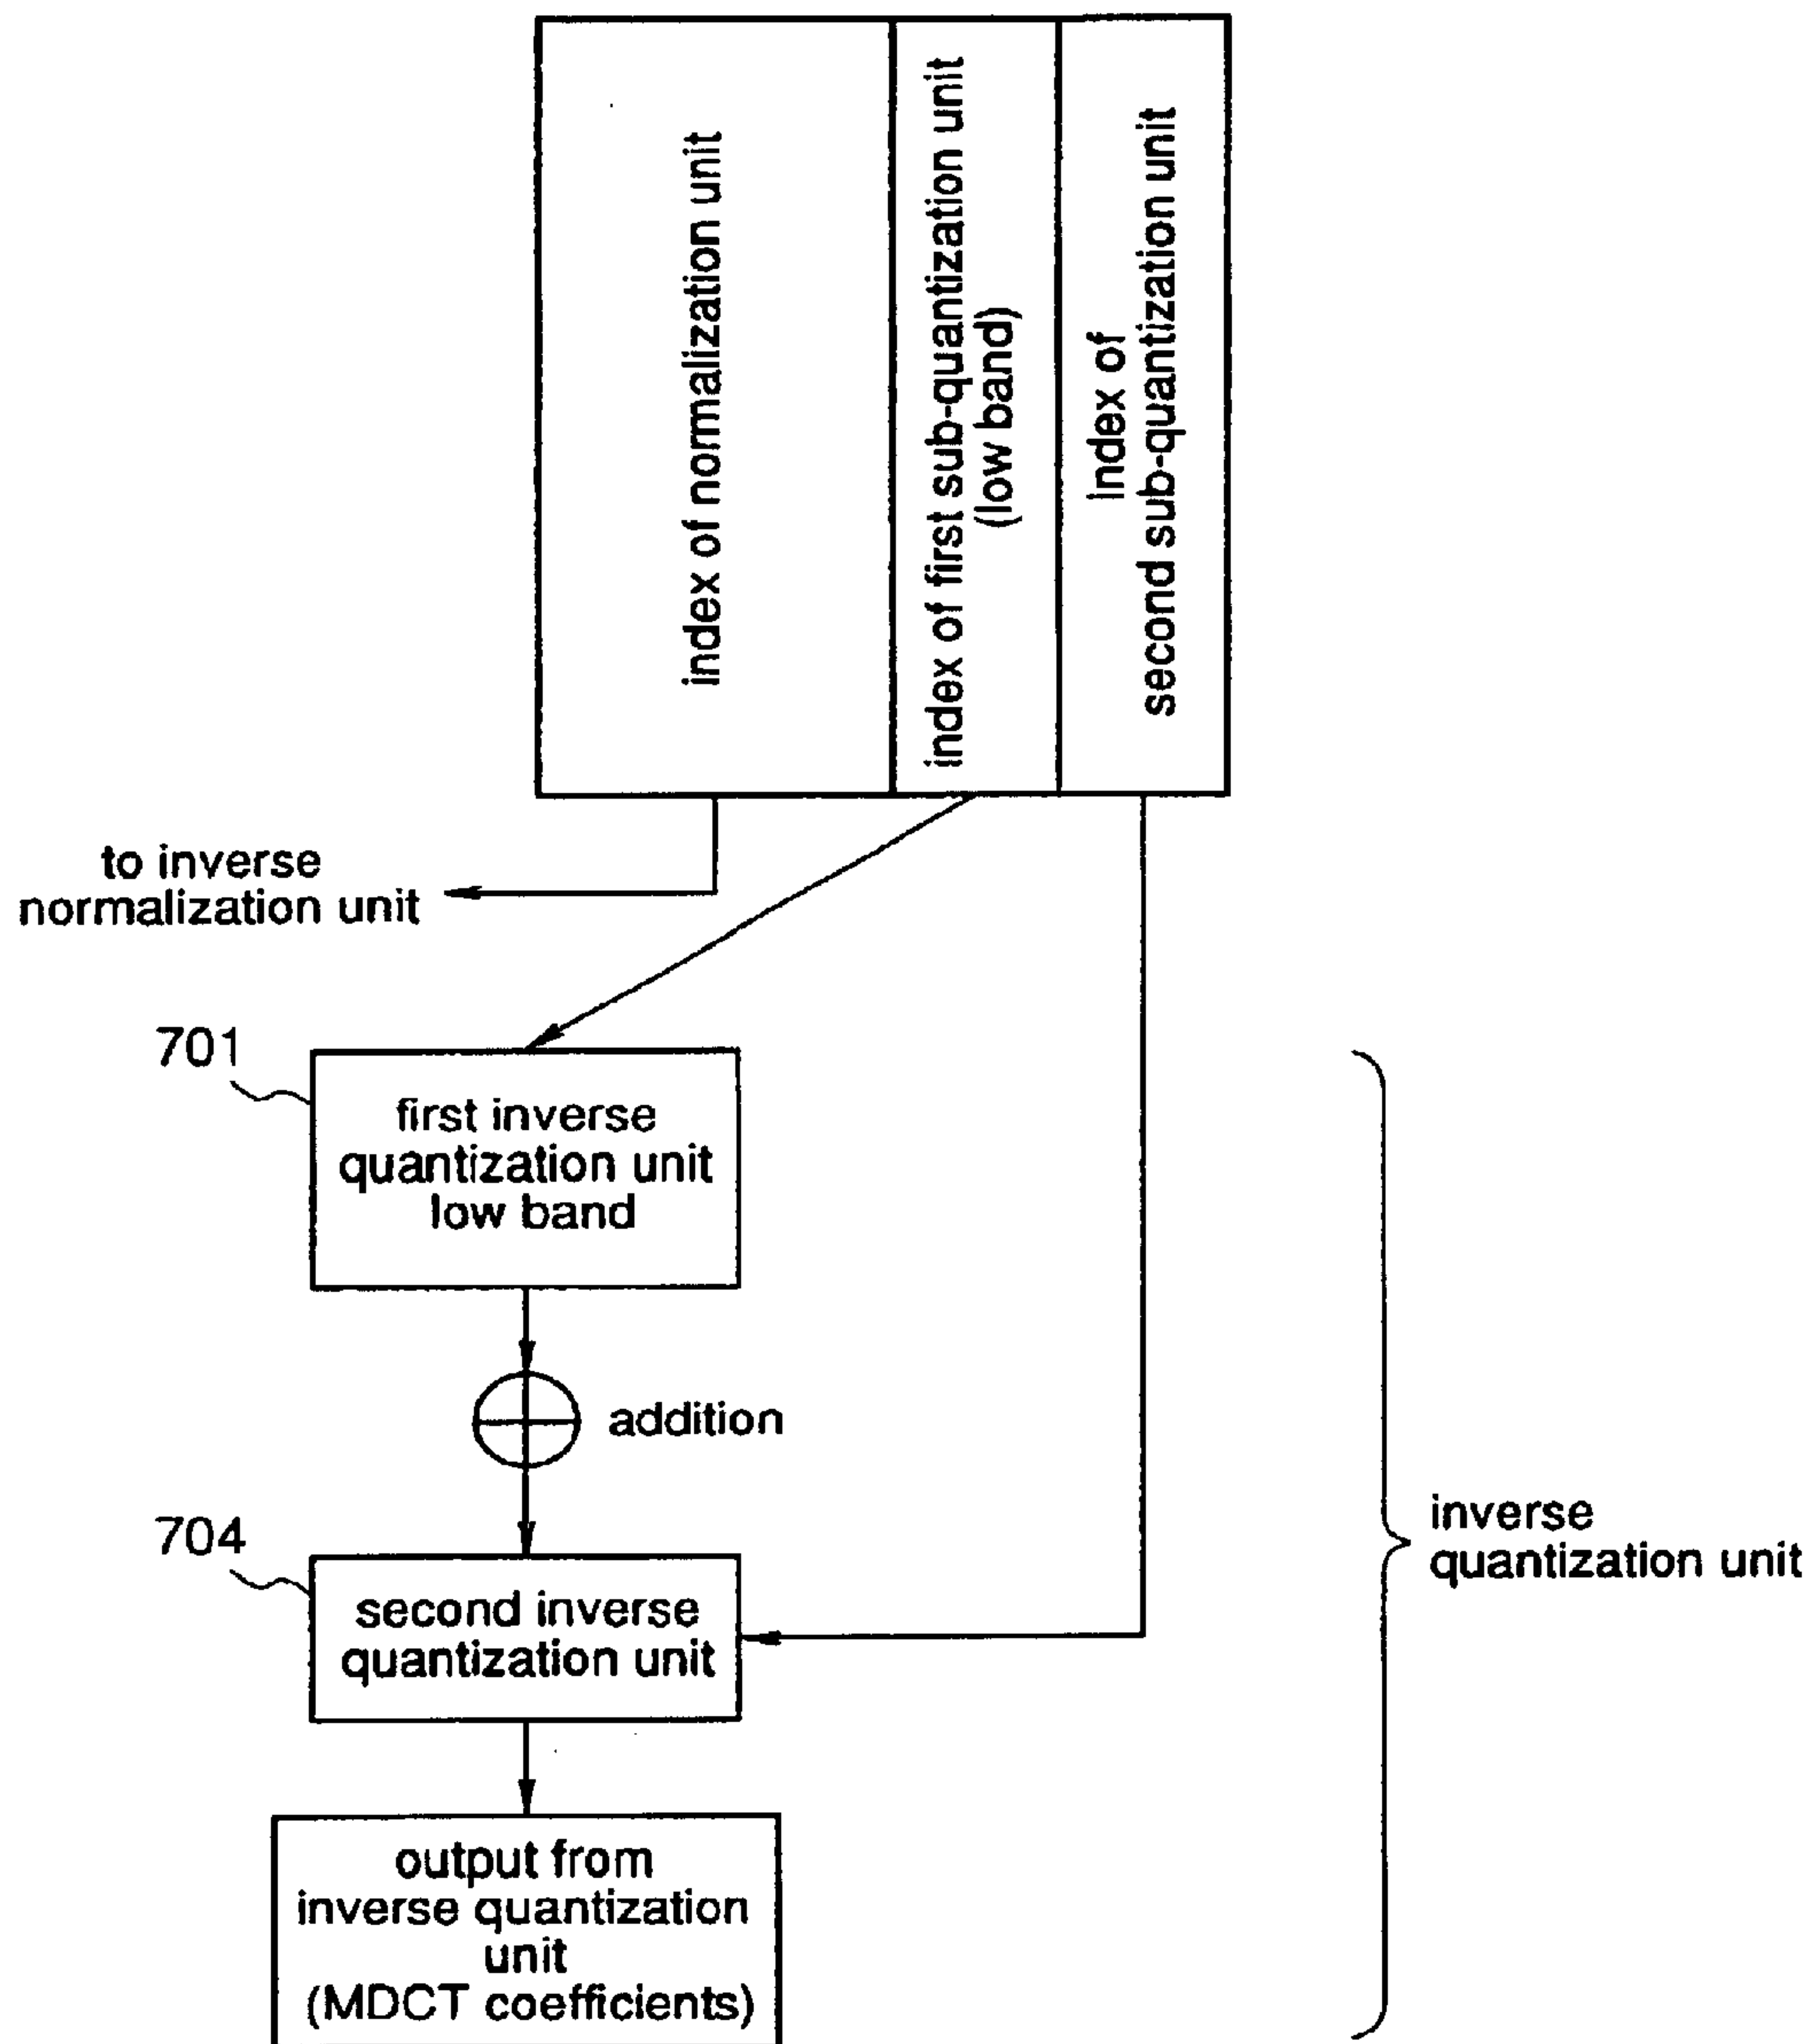 index of normalization unit
index of first sub-quantization unit
(low band)
index of
second sub-quantization unit
to inverse
normalization unit
701
first inverse
quantization unit
low band
addition
704
second inverse
quantization unit
inverse
quantization unit
output from
inverse quantization
unit
(MDCT coefficients)